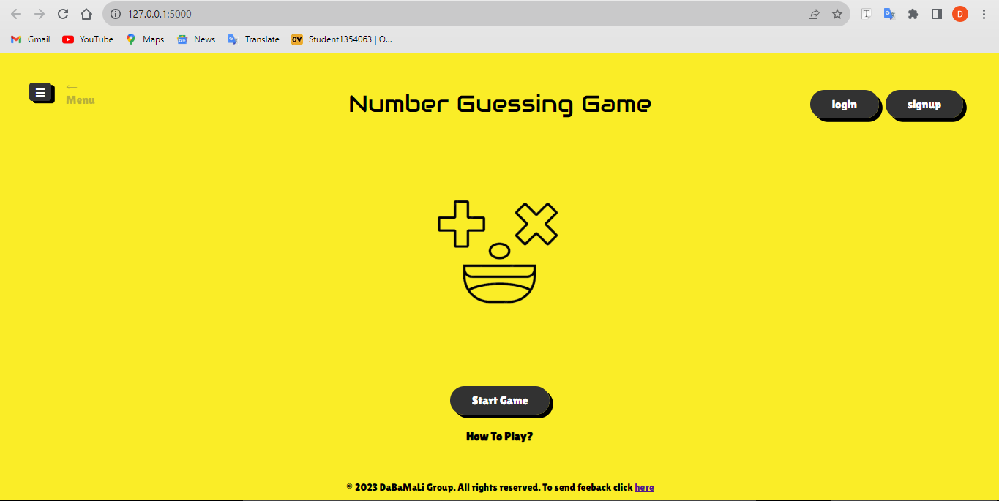 127.0.0.1:5000
Gmail YouTube Maps News Translate OV Student1354063 | O...
← Menu
Number Guessing Game
login signup
Start Game
How To Play?
© 2023 DaBaMaLi Group. All rights reserved. To send feeback click here